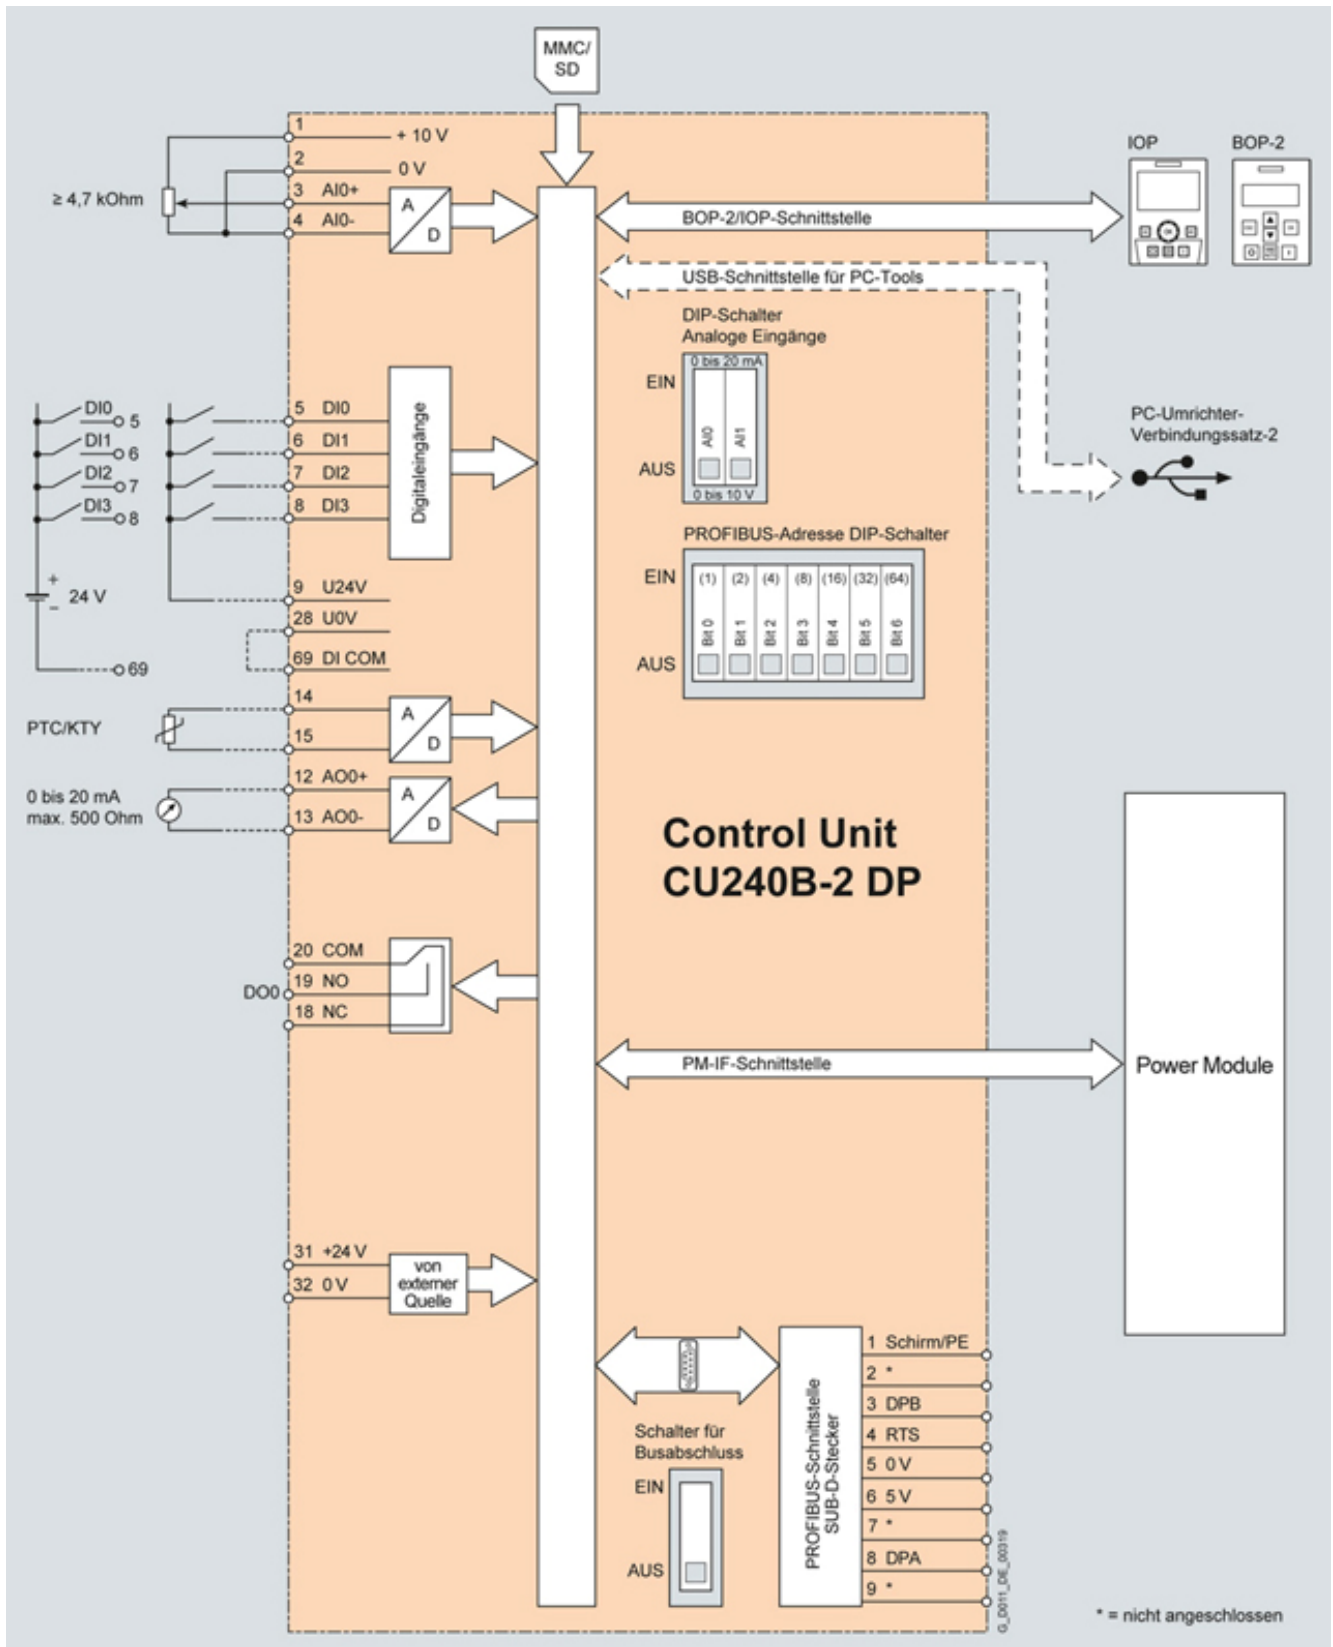 MMC/
SD
1
+ 10 V
2
0 V
≥ 4,7 kOhm
3 AI0+
4 AI0-
A
D
IOP
BOP-2
BOP-2/IOP-Schnittstelle
USB-Schnittstelle für PC-Tools
DIP-Schalter
Analoge Eingänge
0 bis 20 mA
EIN
AI0
AI1
AUS
0 bis 10 V
PC-Umrichter-
Verbindungssatz-2
DI0
5
DI1
6
DI2
7
DI3
8
5 DI0
6 DI1
7 DI2
8 DI3
Digitaleingänge
PROFIBUS-Adresse DIP-Schalter
EIN
(1) (2) (4) (8) (16) (32) (64)
Bit 0
Bit 1
Bit 2
Bit 3
Bit 4
Bit 5
Bit 6
AUS
+
–
24 V
69
9 U24V
28 U0V
69 DI COM
14
15
PTC/KTY
A
D
12 AO0+
13 AO0-
0 bis 20 mA
max. 500 Ohm
A
D
Control Unit
CU240B-2 DP
20 COM
DO0
19 NO
18 NC
PM-IF-Schnittstelle
Power Module
31 +24 V
32 0 V
von
externer
Quelle
Schalter für
Busabschluss
EIN
AUS
PROFIBUS-Schnittstelle
SUB-D-Stecker
1 Schirm/PE
2 *
3 DPB
4 RTS
5 0 V
6 5 V
7 *
8 DPA
9 *
G_D011_DE_00319
* = nicht angeschlossen